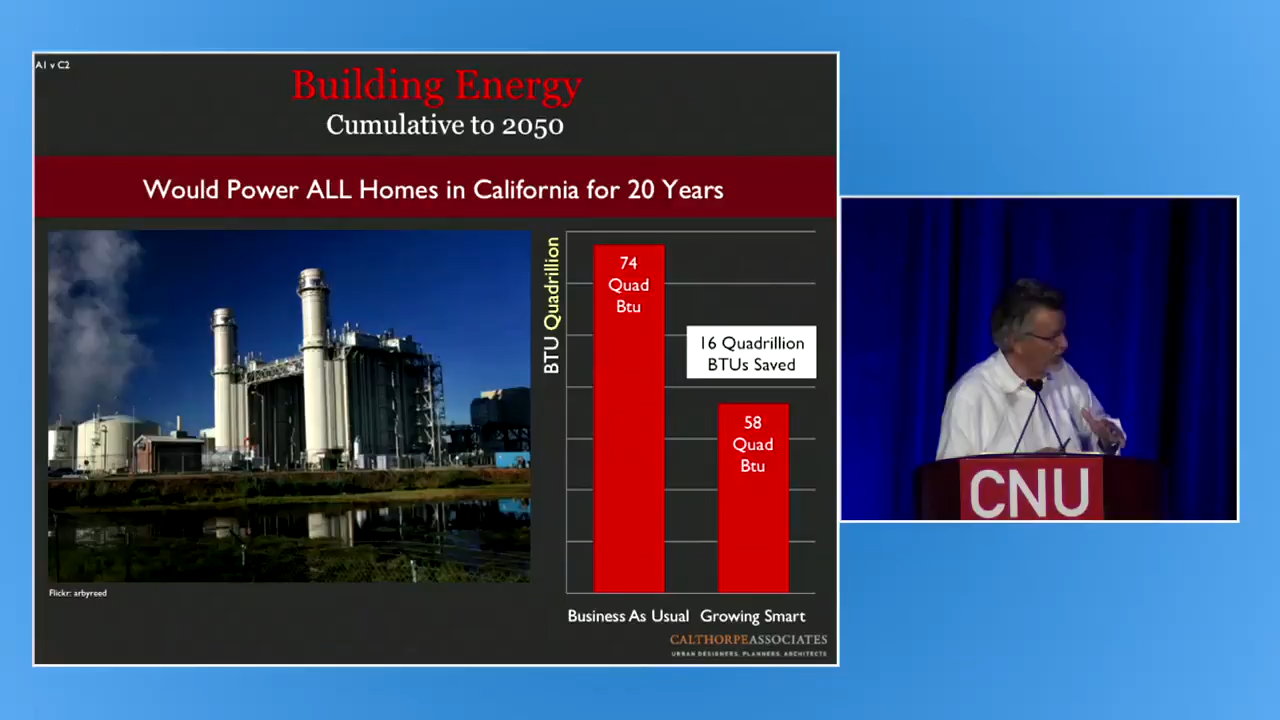 A1 v C2
Building Energy
Cumulative to 2050
Would Power ALL Homes in California for 20 Years
BTU Quadrillion
74
Quad
Btu
16 Quadrillion
BTUs Saved
58
Quad
Btu
Business As Usual
Growing Smart
Flickr: arbyreed
CALTHORPEASSOCIATES
URBAN DESIGNERS, PLANNERS, ARCHITECTS
CNU